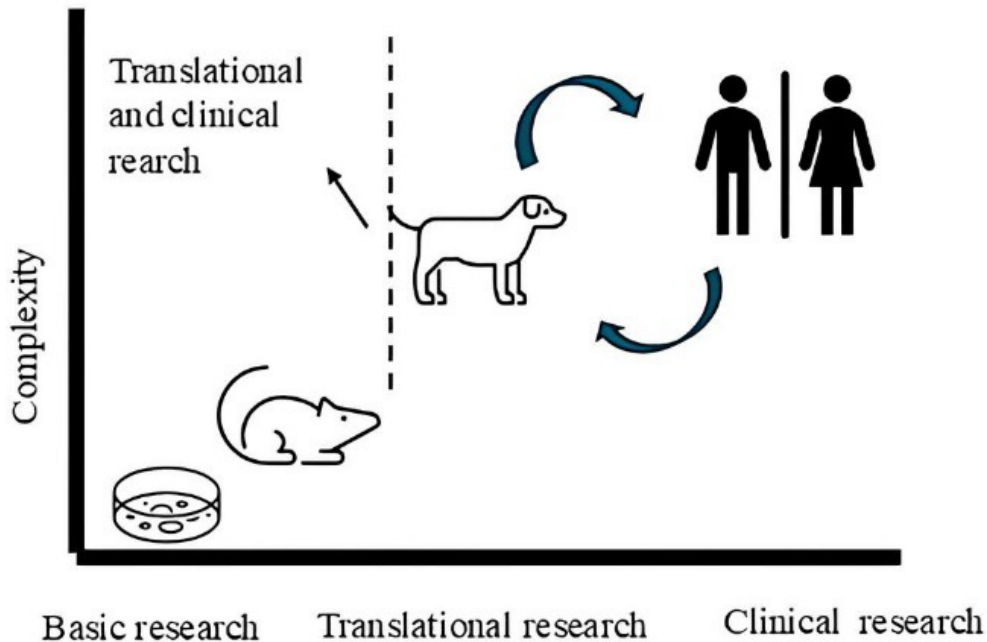 Translational
and clinical
rearch
Complexity
Basic research
Translational research
Clinical research